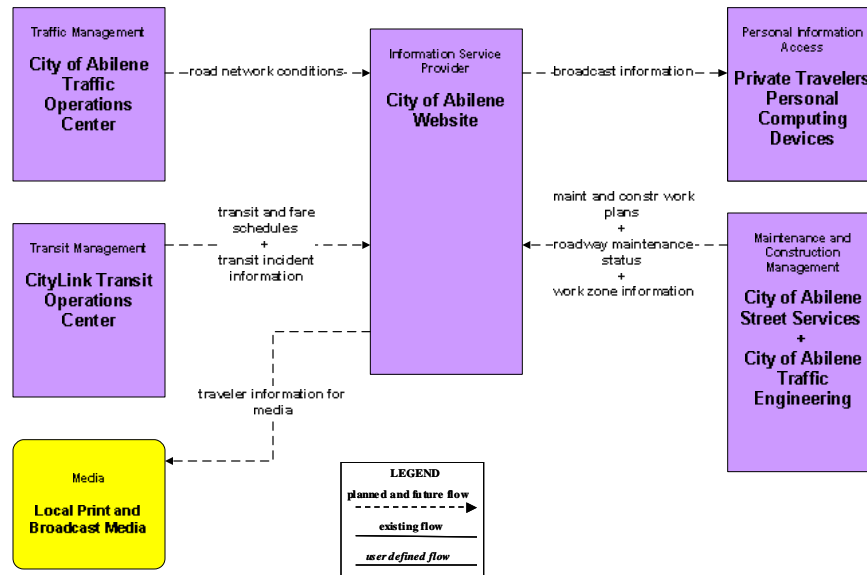 Traffic Management
City of Abilene
Traffic
Operations
Center
road network conditions
Information Service
Provider
City of Abilene
Website
broadcast information
Personal Information
Access
Private Travelers
Personal
Computing
Devices
Transit Management
CityLink Transit
Operations
Center
transit and fare
schedules
+
transit incident
information
maint and constr work
plans
+
roadway maintenance
status
+
work zone information
Maintenance and
Construction
Management
City of Abilene
Street Services
+
City of Abilene
Traffic
Engineering
traveler information for
media
Media
Local Print and
Broadcast Media
LEGEND
planned and future flow
existing flow
user defined flow